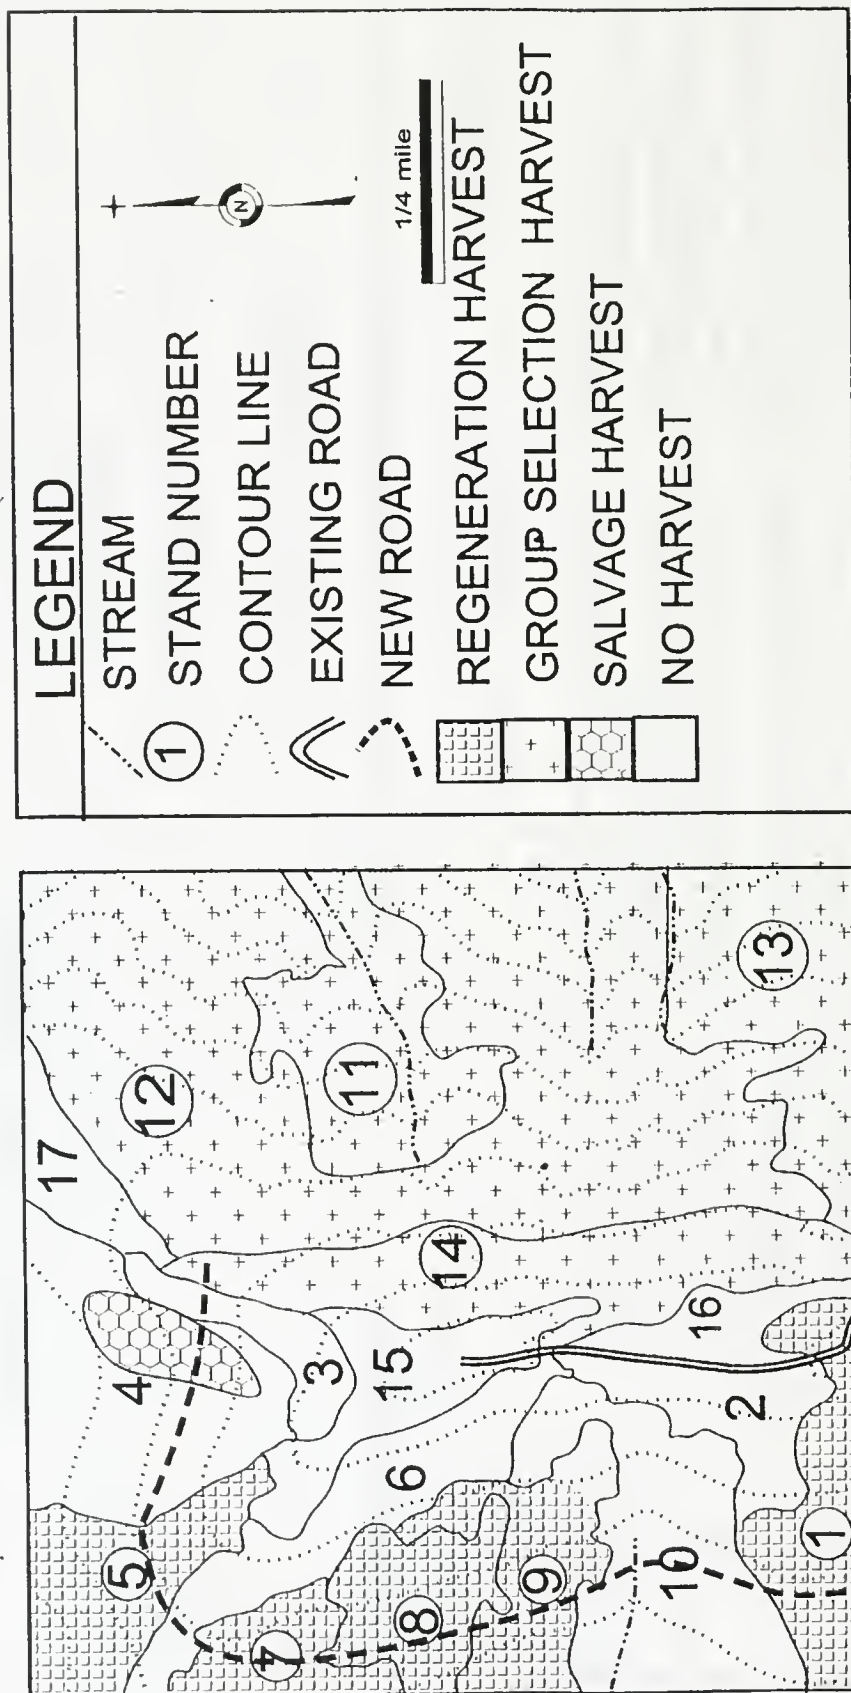 LEGEND
STREAM
1 STAND NUMBER
CONTOUR LINE
EXISTING ROAD
NEW ROAD
REGENERATION HARVEST
GROUP SELECTION HARVEST
SALVAGE HARVEST
NO HARVEST
N
1/4 mile
17
12
11
13
14
4
3
15
16
5
6
2
7
8
9
10
1